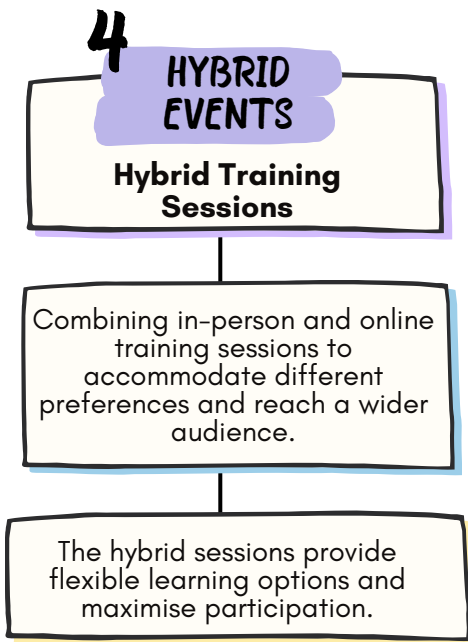 4
HYBRID
EVENTS
Hybrid Training
Sessions
Combining in-person and online
training sessions to
accommodate different
preferences and reach a wider
audience.
The hybrid sessions provide
flexible learning options and
maximise participation.